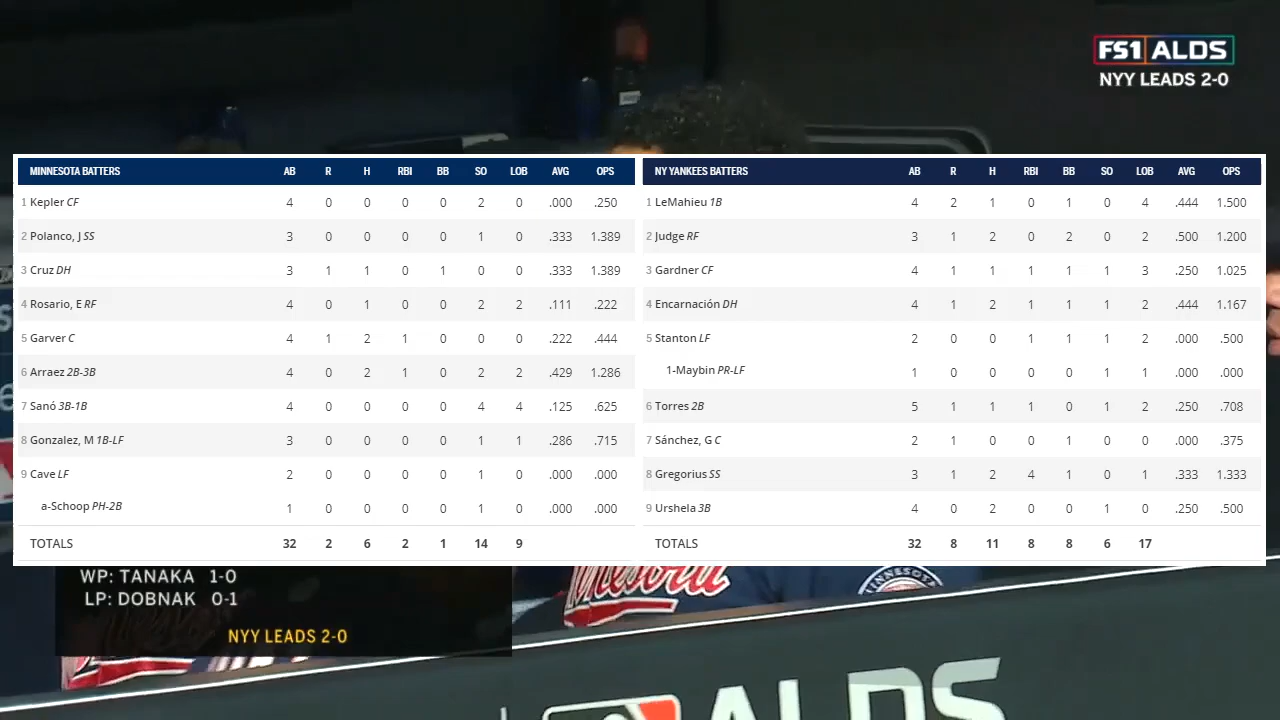 FS1 ALDS
NYY LEADS 2-0
MINNESOTA BATTERS AB R H RBI BB SO LOB AVG OPS
1 Kepler CF 4 0 0 0 0 2 0 .000 .250
2 Polanco, J SS 3 0 0 0 0 1 0 .333 1.389
3 Cruz DH 3 1 1 0 1 0 0 .333 1.389
4 Rosario, E RF 4 0 1 0 0 2 2 .111 .222
5 Garver C 4 1 2 1 0 0 0 .222 .444
6 Arraez 2B-3B 4 0 2 1 0 2 2 .429 1.286
7 Sanó 3B-1B 4 0 0 0 0 4 4 .125 .625
8 Gonzalez, M 1B-LF 3 0 0 0 0 1 1 .286 .715
9 Cave LF 2 0 0 0 0 1 0 .000 .000
a-Schoop PH-2B 1 0 0 0 0 1 0 .000 .000
TOTALS 32 2 6 2 1 14 9
NY YANKEES BATTERS AB R H RBI BB SO LOB AVG OPS
1 LeMahieu 1B 4 2 1 0 1 0 4 .444 1.500
2 Judge RF 3 1 2 0 2 0 2 .500 1.200
3 Gardner CF 4 1 1 1 1 1 3 .250 1.025
4 Encarnación DH 4 1 2 1 1 1 2 .444 1.167
5 Stanton LF 2 0 0 1 1 1 2 .000 .500
1-Maybin PR-LF 1 0 0 0 0 1 1 .000 .000
6 Torres 2B 5 1 1 1 0 1 2 .250 .708
7 Sánchez, G C 2 1 0 0 1 0 0 .000 .375
8 Gregorius SS 3 1 2 4 1 0 1 .333 1.333
9 Urshela 3B 4 0 2 0 0 1 0 .250 .500
TOTALS 32 8 11 8 8 6 17
WP: TANAKA 1-0
LP: DOBNAK 0-1
NYY LEADS 2-0
MINNESOTA
ALDS